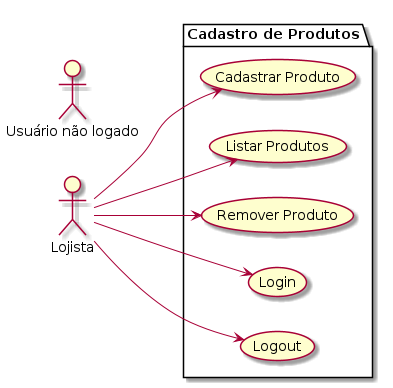 Cadastro de Produtos
Cadastrar Produto
Usuário não logado
Listar Produtos
Remover Produto
Lojista
Login
Logout